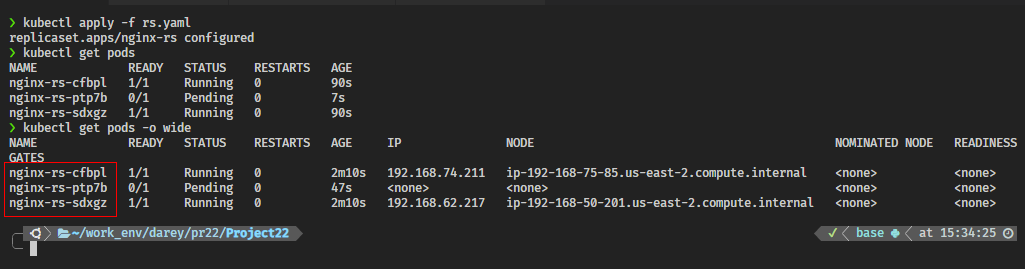 ❯ kubectl apply -f rs.yaml
replicaset.apps/nginx-rs configured
❯ kubectl get pods
NAME             READY   STATUS    RESTARTS   AGE
nginx-rs-cfbpl   1/1     Running   0          90s
nginx-rs-ptp7b   0/1     Pending   0          7s
nginx-rs-sdxgz   1/1     Running   0          90s
❯ kubectl get pods -o wide
NAME             READY   STATUS    RESTARTS   AGE     IP               NODE                                           NOMINATED NODE   READINESS
GATES
nginx-rs-cfbpl   1/1     Running   0          2m10s   192.168.74.211   ip-192-168-75-85.us-east-2.compute.internal    <none>           <none>
nginx-rs-ptp7b   0/1     Pending   0          47s     <none>           <none>                                         <none>           <none>
nginx-rs-sdxgz   1/1     Running   0          2m10s   192.168.62.217   ip-192-168-50-201.us-east-2.compute.internal   <none>           <none>
~/work_env/darey/pr22/Project22 ✓ base at 15:34:25